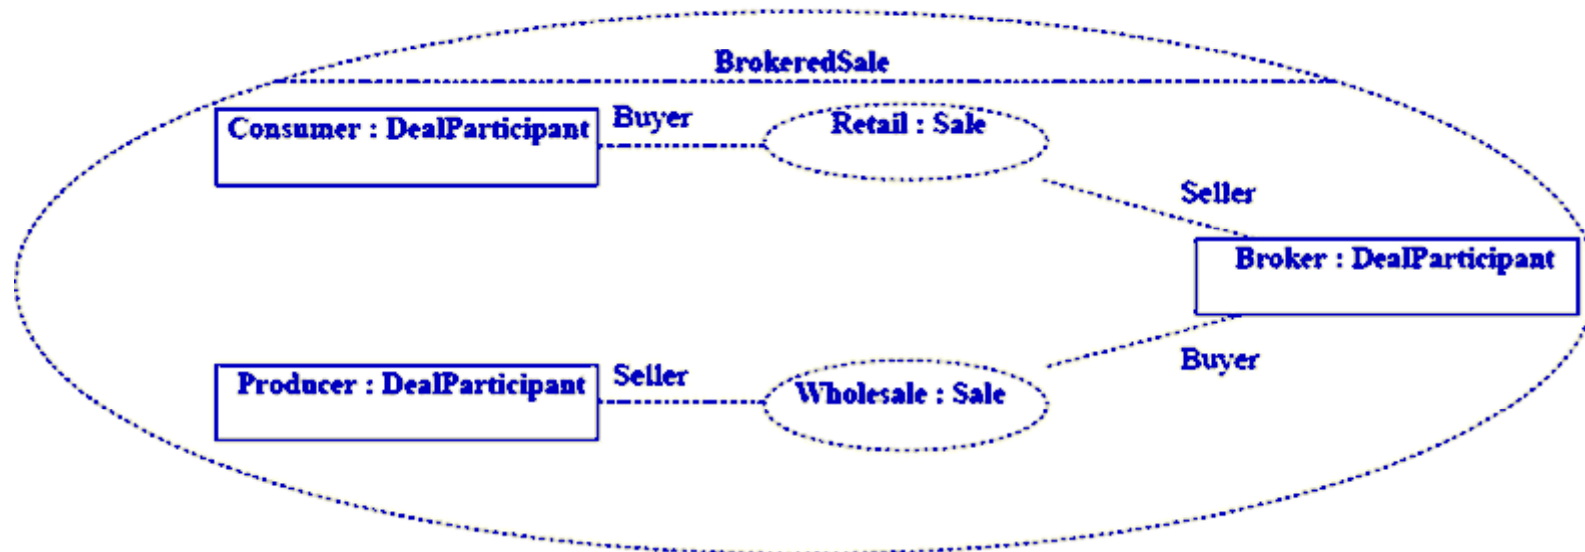 BrokeredSale
Consumer : DealParticipant
Buyer
Retail : Sale
Seller
Broker : DealParticipant
Buyer
Producer : DealParticipant
Seller
Wholesale : Sale